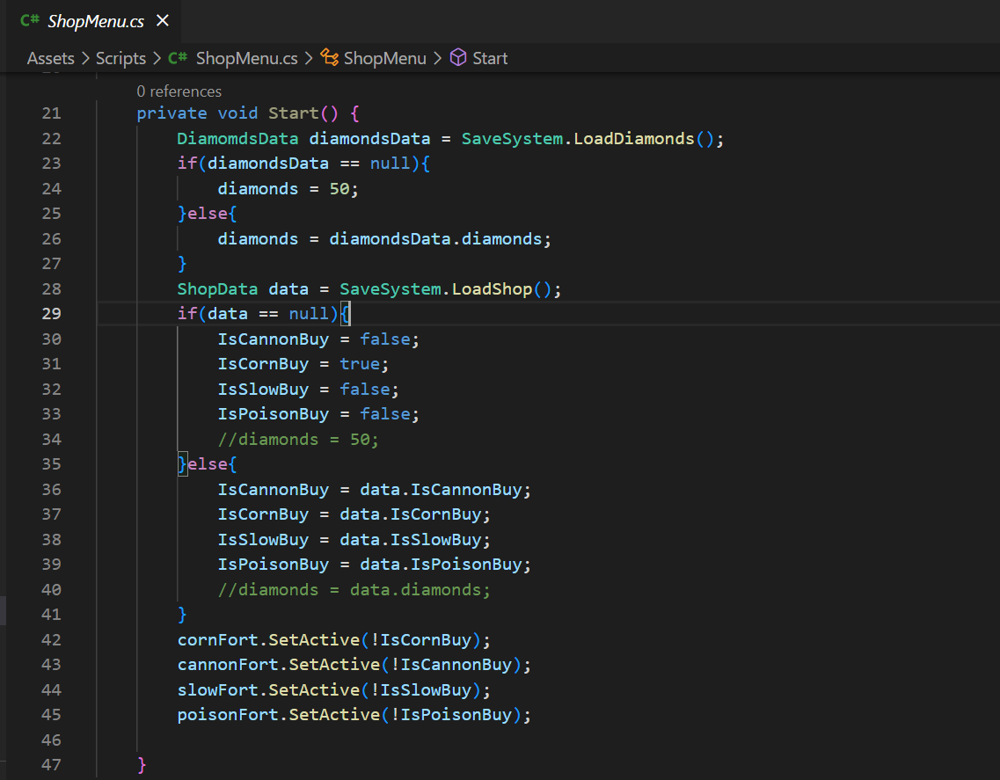 C# ShopMenu.cs ×
Assets > Scripts > C# ShopMenu.cs > ShopMenu > Start
0 references
21 private void Start() {
22 DiamomdsData diamondsData = SaveSystem.LoadDiamonds();
23 if(diamondsData == null){
24 diamonds = 50;
25 }else{
26 diamonds = diamondsData.diamonds;
27 }
28 ShopData data = SaveSystem.LoadShop();
29 if(data == null){
30 IsCannonBuy = false;
31 IsCornBuy = true;
32 IsSlowBuy = false;
33 IsPoisonBuy = false;
34 //diamonds = 50;
35 }else{
36 IsCannonBuy = data.IsCannonBuy;
37 IsCornBuy = data.IsCornBuy;
38 IsSlowBuy = data.IsSlowBuy;
39 IsPoisonBuy = data.IsPoisonBuy;
40 //diamonds = data.diamonds;
41 }
42 cornFort.SetActive(!IsCornBuy);
43 cannonFort.SetActive(!IsCannonBuy);
44 slowFort.SetActive(!IsSlowBuy);
45 poisonFort.SetActive(!IsPoisonBuy);
46
47 }